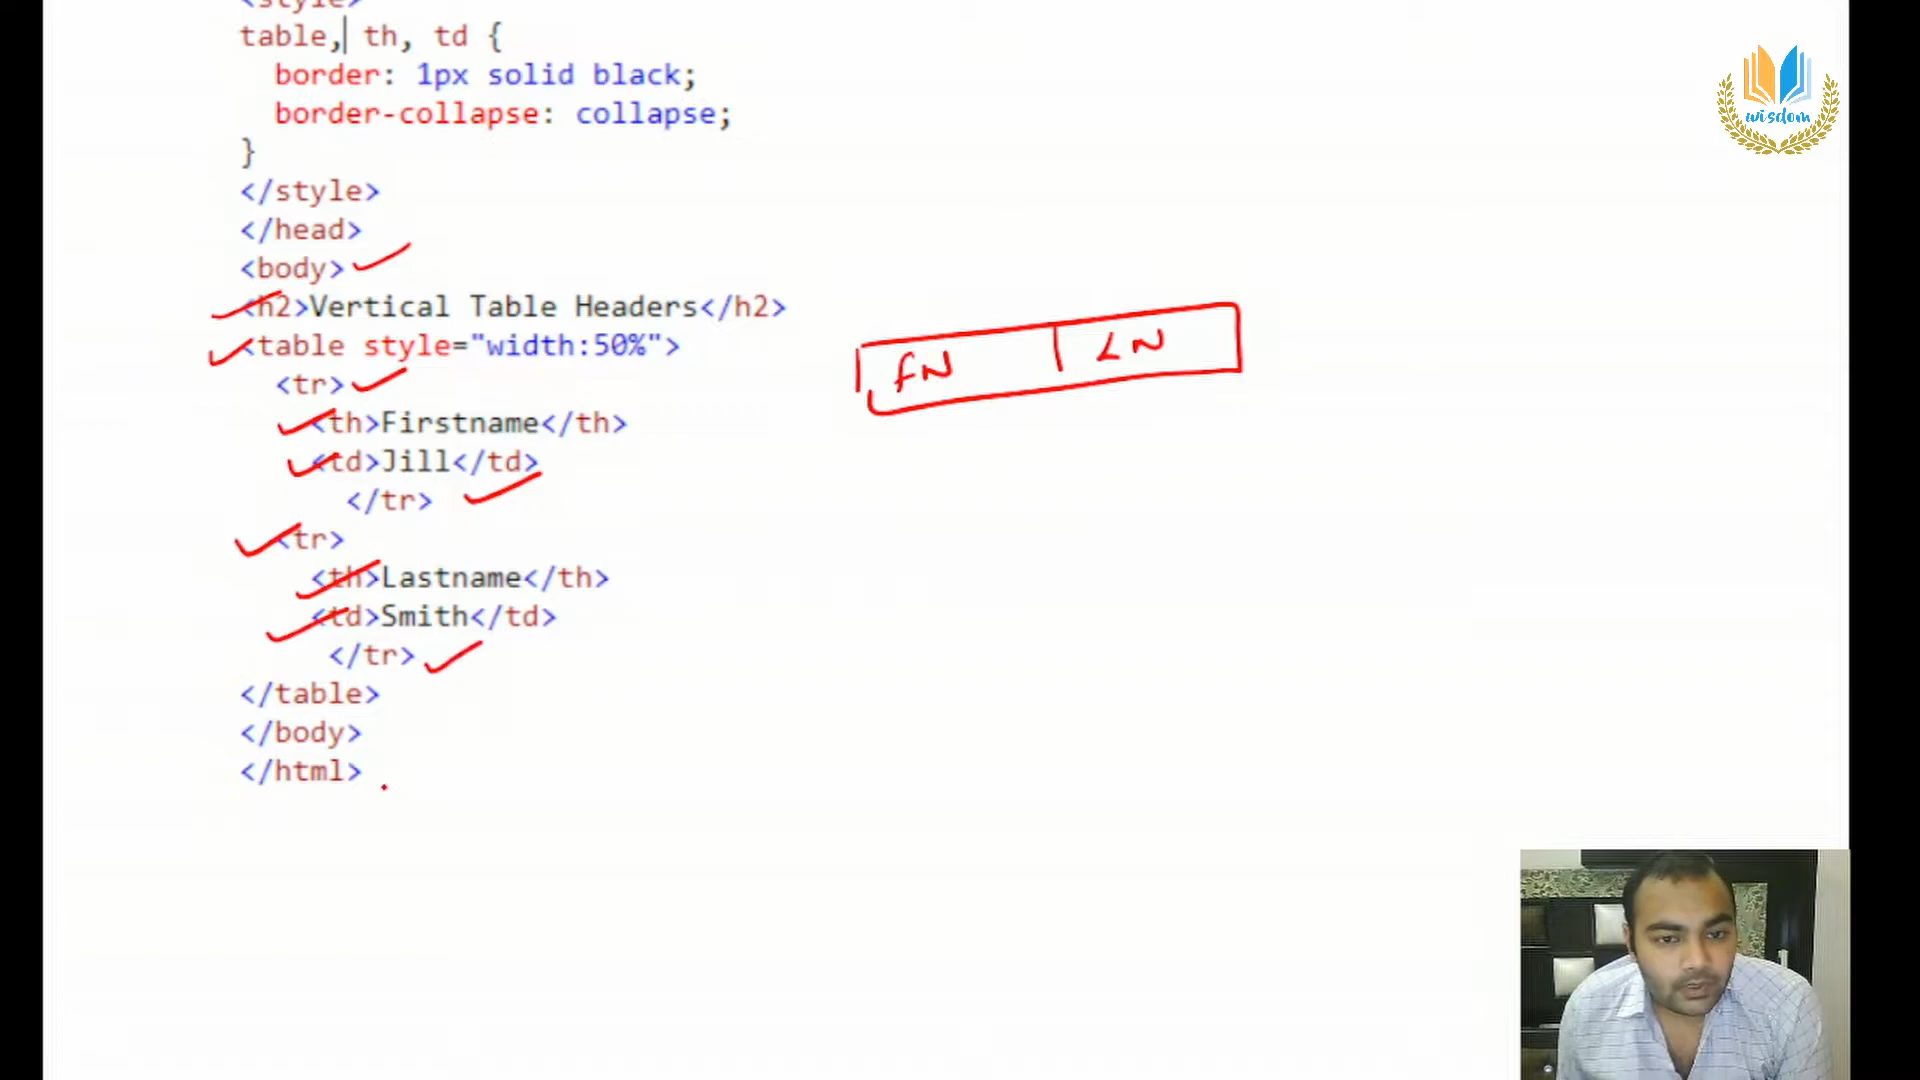 <style>
table, th, td {
border: 1px solid black;
border-collapse: collapse;
}
</style>
</head>
<body>
<h2>Vertical Table Headers</h2>
<table style="width:50%">
<tr>
<th>Firstname</th>
<td>Jill</td>
</tr>
<tr>
<th>Lastname</th>
<td>Smith</td>
</tr>
</table>
</body>
</html>
FN LN
wisdom